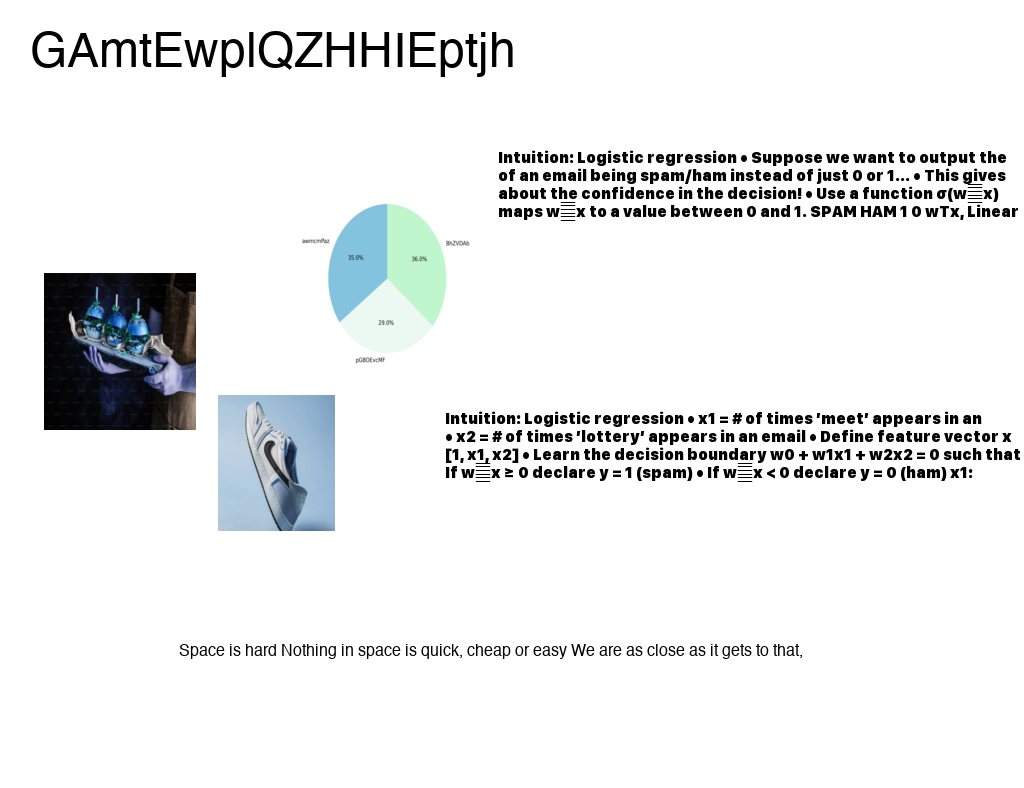 GAmtEwplQZHHIEptjh
Intuition: Logistic regression • Suppose we want to output the
of an email being spam/ham instead of just 0 or 1… • This gives
about the confidence in the decision! • Use a function σ(w x)
maps w x to a value between 0 and 1. SPAM HAM 1 0 wTx, Linear
awmcmPaz
35.0%
BhZVDAb
36.0%
29.0%
pGBDEvcMf
Intuition: Logistic regression • x1 = # of times ‘meet’ appears in an
• x2 = # of times ‘lottery’ appears in an email • Define feature vector x
[1, x1, x2] • Learn the decision boundary w0 + w1x1 + w2x2 = 0 such that
If w x ≥ 0 declare y = 1 (spam) • If w x < 0 declare y = 0 (ham) x1:
Space is hard Nothing in space is quick, cheap or easy We are as close as it gets to that,